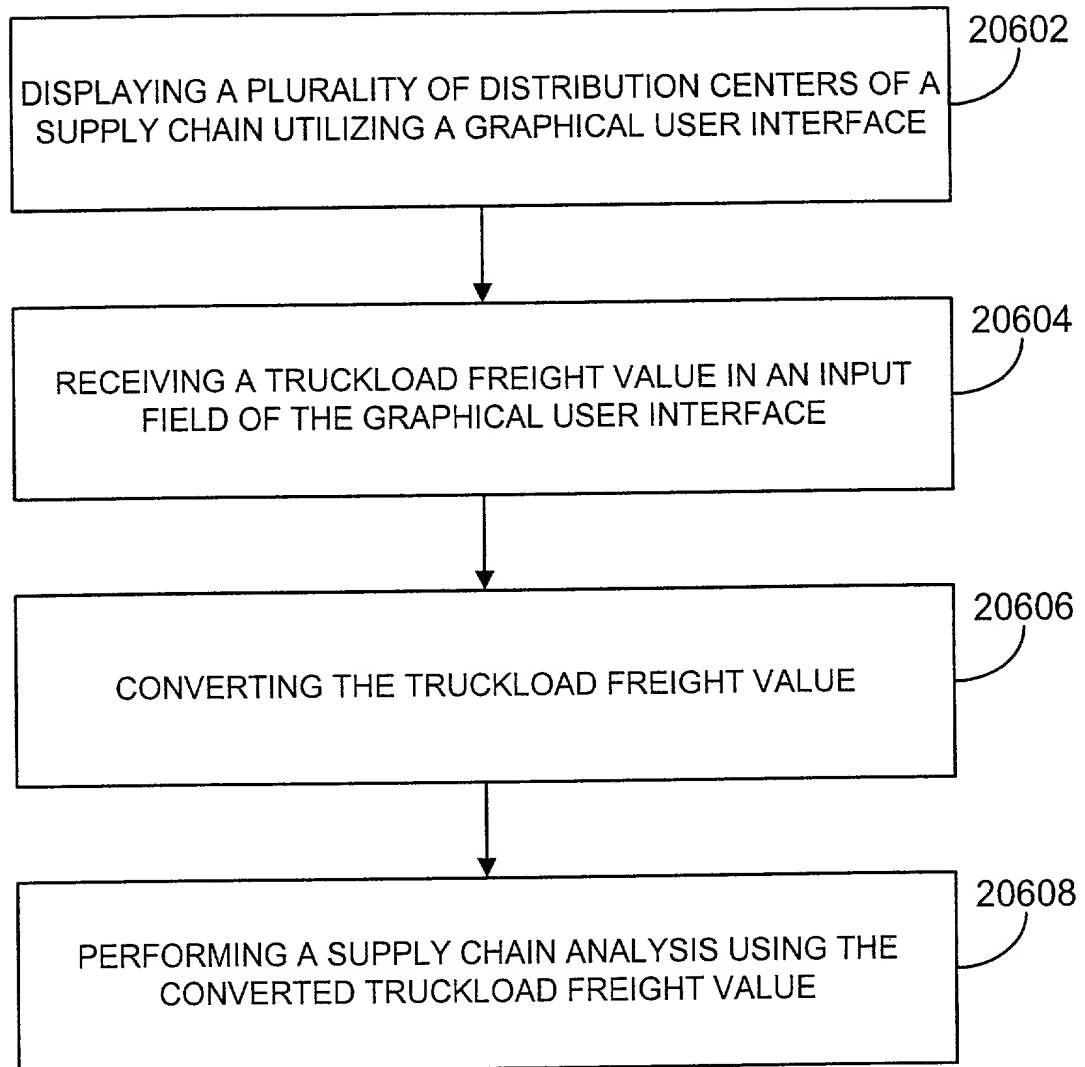 20602
DISPLAYING A PLURALITY OF DISTRIBUTION CENTERS OF A
SUPPLY CHAIN UTILIZING A GRAPHICAL USER INTERFACE
20604
RECEIVING A TRUCKLOAD FREIGHT VALUE IN AN INPUT
FIELD OF THE GRAPHICAL USER INTERFACE
20606
CONVERTING THE TRUCKLOAD FREIGHT VALUE
20608
PERFORMING A SUPPLY CHAIN ANALYSIS USING THE
CONVERTED TRUCKLOAD FREIGHT VALUE